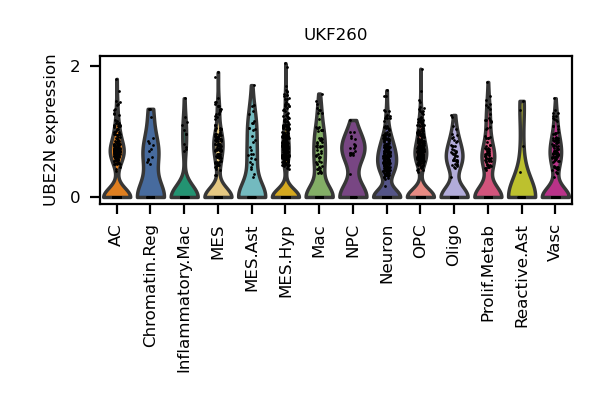 UKF260
UBE2N expression
2
0
AC
Chromatin.Reg
Inflammatory.Mac
MES
MES.Ast
MES.Hyp
Mac
NPC
Neuron
OPC
Oligo
Prolif.Metab
Reactive.Ast
Vasc